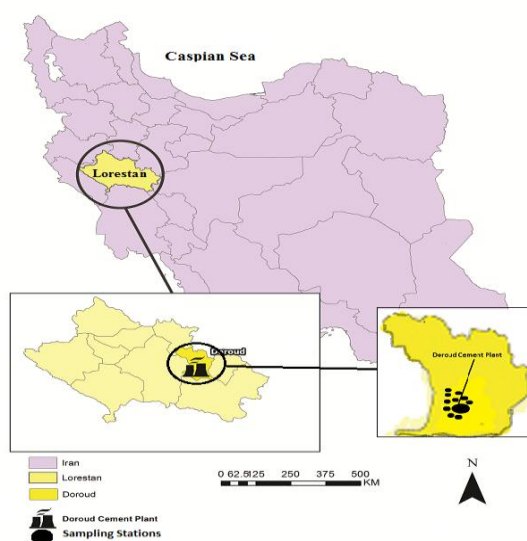 Caspian Sea
Lorestan
Doroud
Deroud Cement Plant
Iran
Lorestan
Doroud
0 62.5125 250 375 500
KM
N
Doroud Cement Plant
Sampling Stations